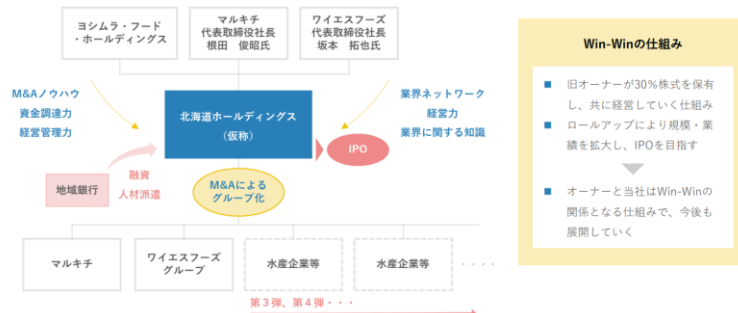 ヨシムラ・フード
・ホールディングス
マルキチ
代表取締役社長
根田　俊昭氏
ワイエスフーズ
代表取締役社長
坂本　拓也氏
M&Aノウハウ
資金調達力
経営管理力
北海道ホールディングス
（仮称）
業界ネットワーク
経営力
業界に関する知識
IPO
地域銀行
融資
人材派遣
M&Aによる
グループ化
マルキチ
ワイエスフーズ
グループ
水産企業等
水産企業等
・・・・
第３弾、第４弾・・・
Win-Winの仕組み
■ 旧オーナーが30％株式を保有
し、共に経営していく仕組み
■ ロールアップにより規模・業
績を拡大し、IPOを目指す
■ オーナーと当社はWin-Winの
関係となる仕組みで、今後も
展開していく